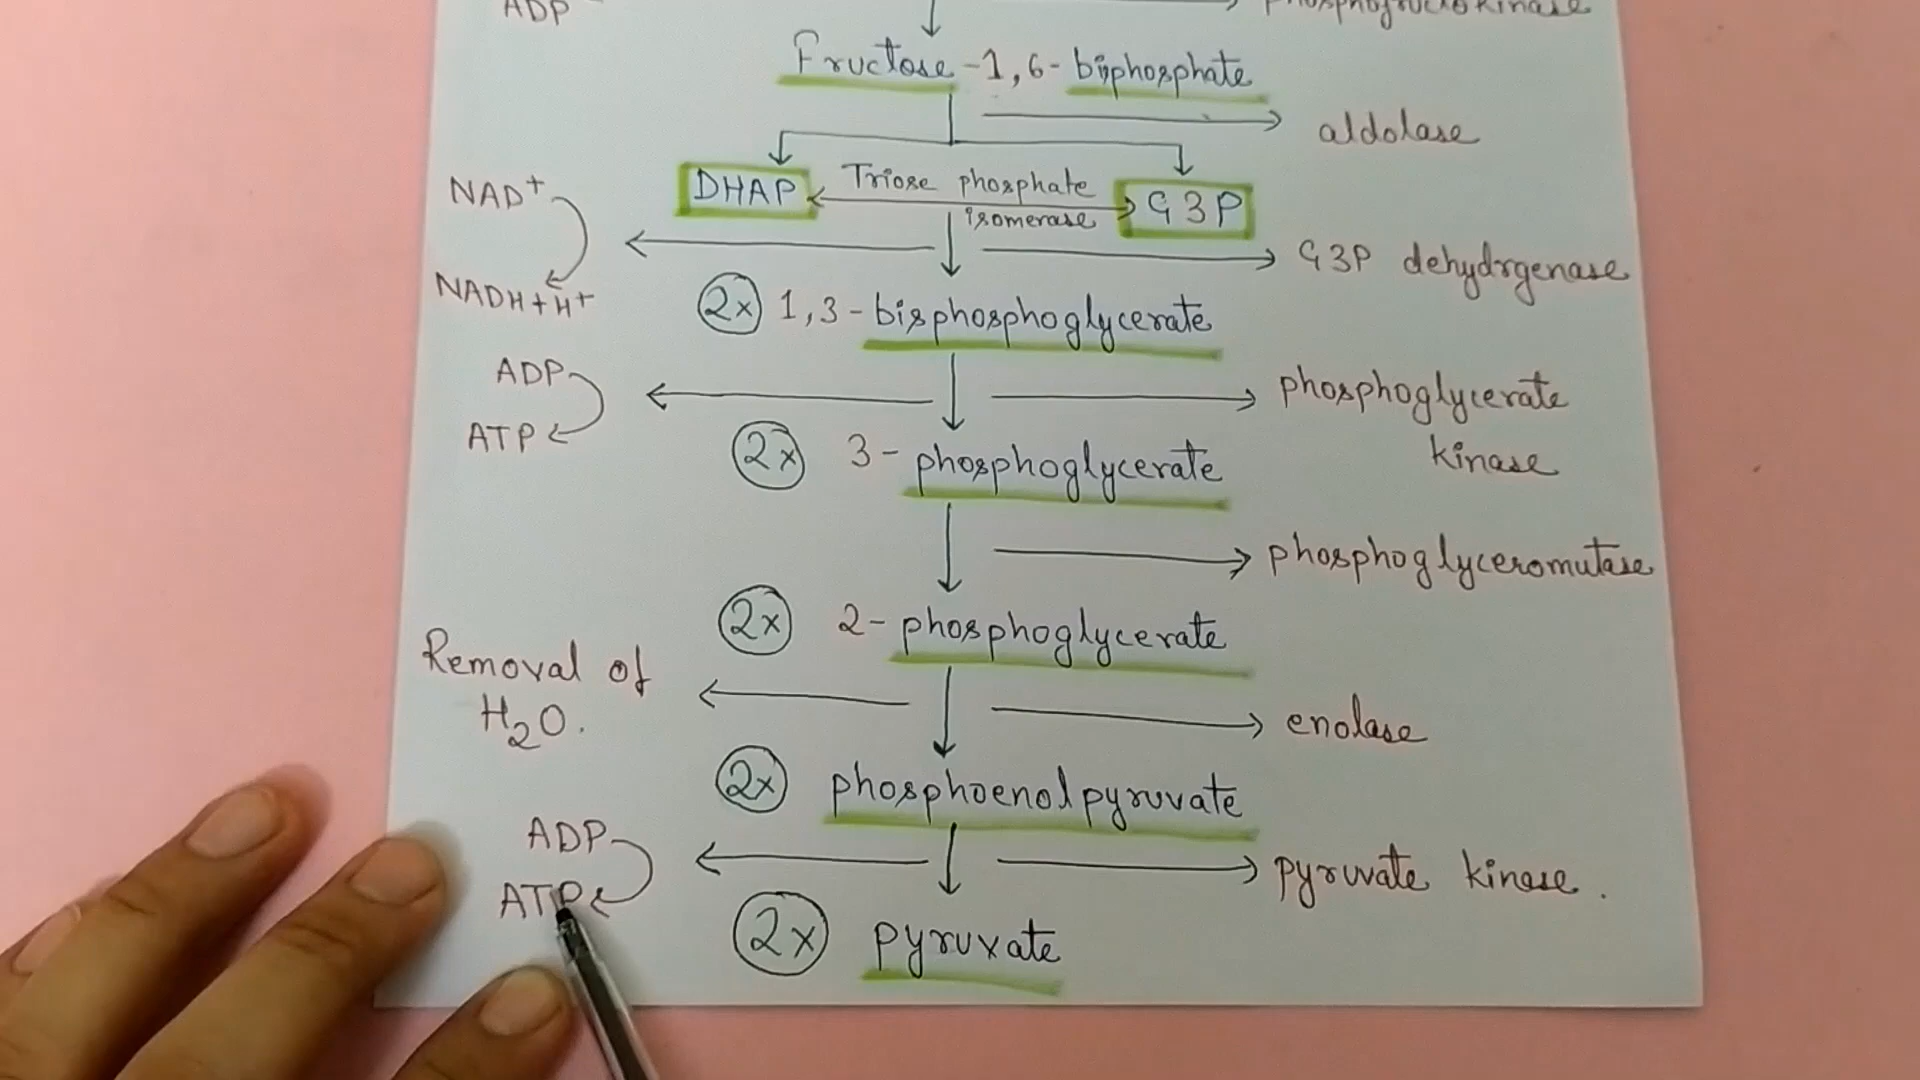 ADP
phosphofructokinase
Fructose-1,6-bisphosphate
aldolase
DHAP
Triose phosphate
isomerase
G3P
NAD+
NADH+H+
G3P dehydrgenase
2x 1,3-bisphosphoglycerate
ADP
ATP
phosphoglycerate
kinase
2x 3-phosphoglycerate
phosphoglyceromutase
2x 2-phosphoglycerate
Removal of
H2O.
enolase
2x phosphoenolpyruvate
ADP
ATP
pyruvate kinase.
2x pyruvate